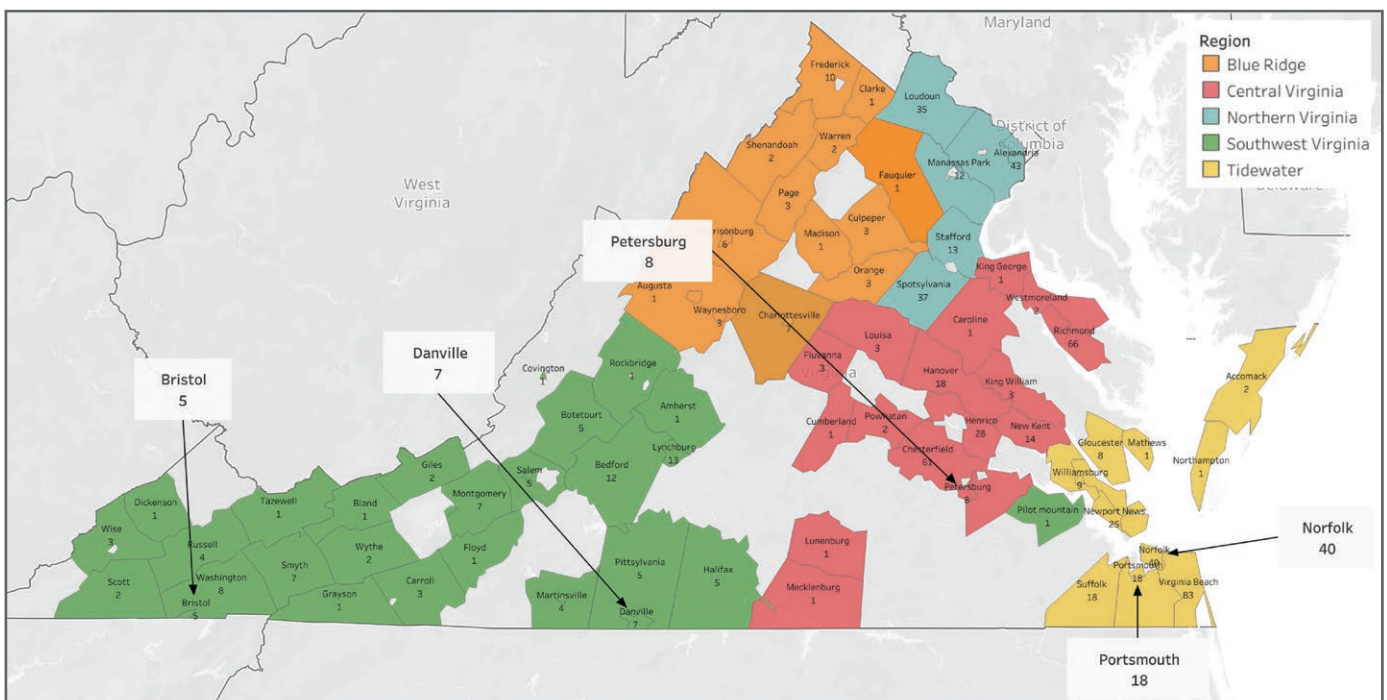 Maryland
Region
Blue Ridge
Central Virginia
Northern Virginia
Southwest Virginia
Tidewater
Delaware
District of
Columbia
West
Virginia
Virginia
Frederick
10
Clarke
1
Loudoun
35
Warren
2
Shenandoah
2
Alexandria
43
Manassas Park
12
Fauquier
1
Page
3
Culpeper
3
Madison
1
Stafford
13
Petersburg
8
6
Orange
3
King George
1
Augusta
1
Spotsylvania
37
Waynesboro
3
Westmoreland
2
Charlottesville
7
Caroline
1
Richmond
66
Louisa
3
Danville
7
Covington
1
Rockbridge
1
Fluvanna
3
Hanover
18
King William
3
Accomack
2
Bristol
5
Amherst
1
Botetourt
5
Cumberland
1
Powhatan
2
Henrico
28
New Kent
14
Gloucester
8
Mathews
1
Lynchburg
13
Chesterfield
61
Northampton
1
Giles
2
Salem
5
Bedford
12
Williamsburg
9
Petersburg
8
Montgomery
7
Dickenson
1
Tazewell
1
Bland
1
Pilot mountain
1
Newport News
25
Norfolk
40
Wise
3
Russell
4
Wythe
2
Floyd
1
Lunenburg
1
Norfolk
40
Smyth
7
Pittsylvania
5
Halifax
5
Portsmouth
18
Scott
2
Washington
8
Carroll
3
Suffolk
18
Virginia Beach
83
Grayson
1
Martinsville
4
Mecklenburg
1
Bristol
5
Danville
7
Portsmouth
18